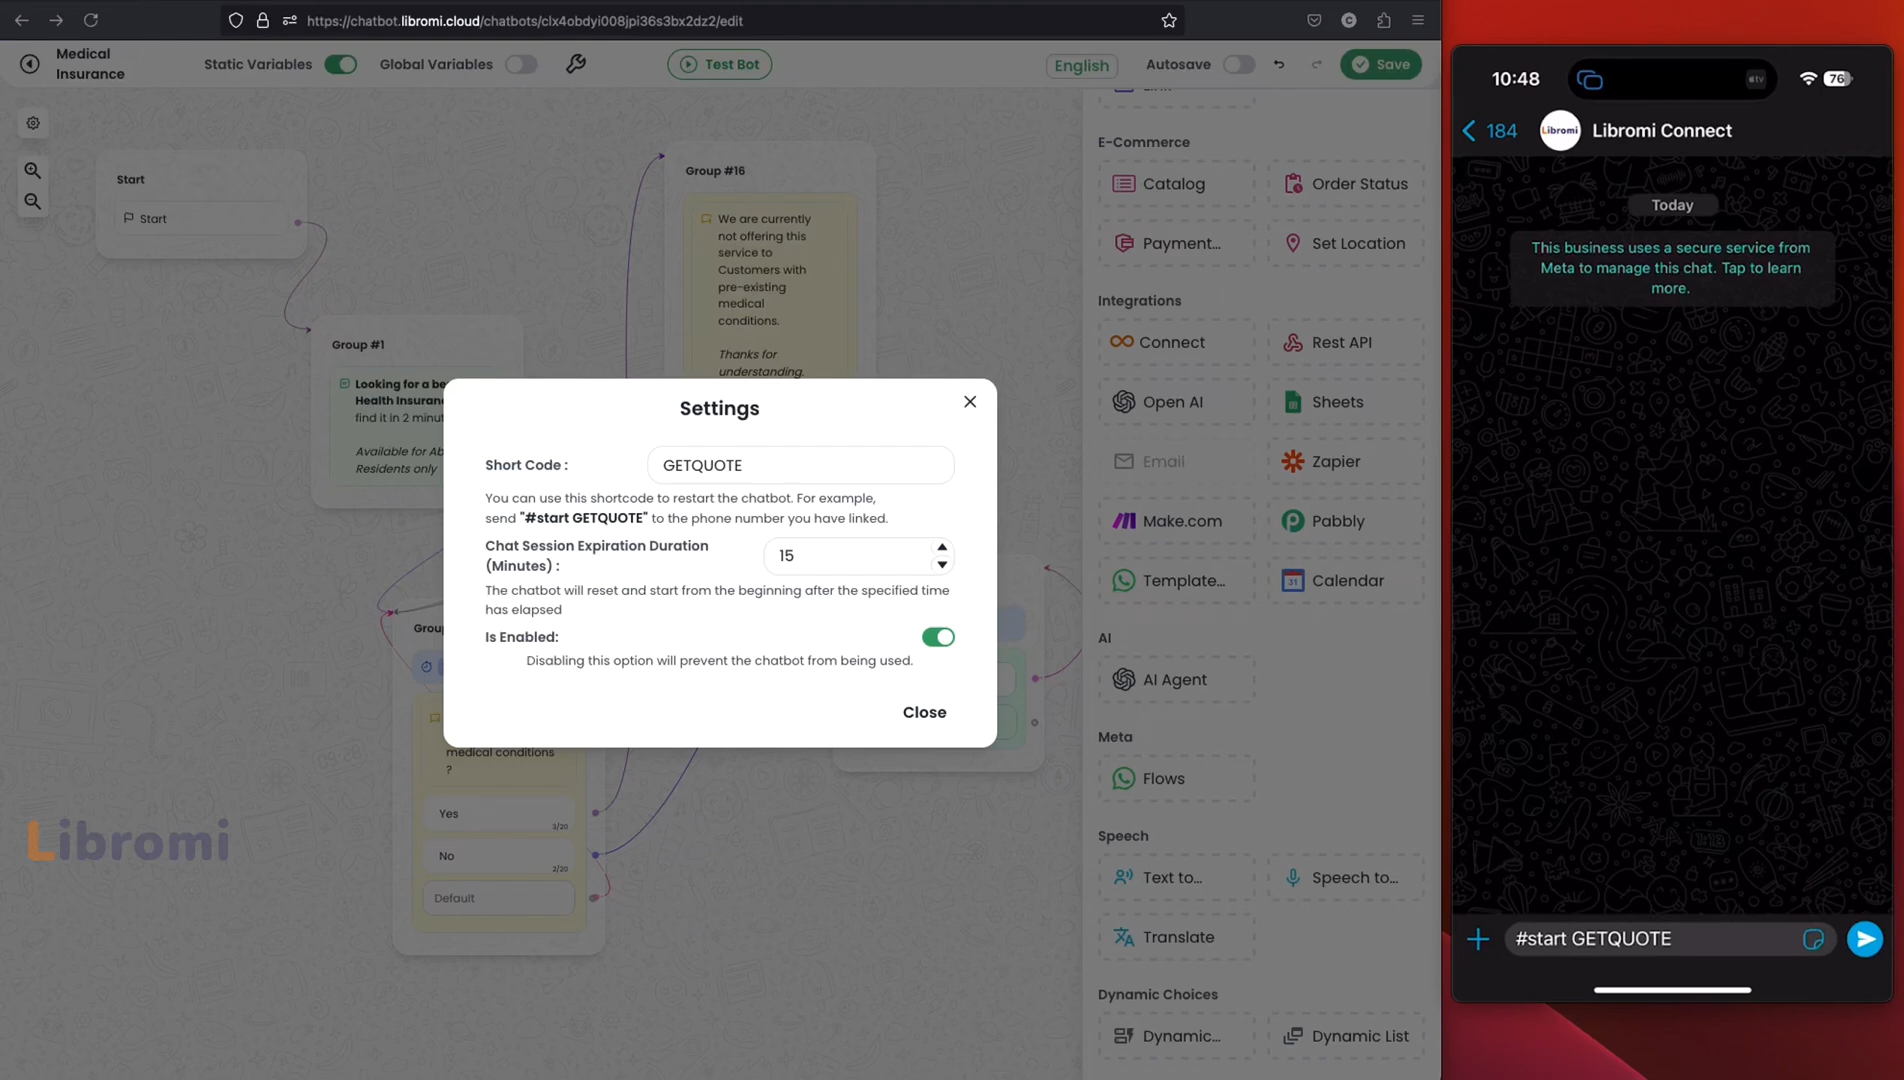 https://chatbot.libromi.cloud/chatbots/clx4obdyi008jpi36s3bx2dz2/edit
Medical
Insurance
Static Variables
Global Variables
Test Bot
English
Autosave
Save
Start
Start
Group #1
Looking for a be
Health Insuranc
find it in 2 minut
Available for Ab
Residents only
Group #16
We are currently
not offering this
service to
Customers with
pre-existing
medical
conditions.
Thanks for
understanding.
Settings
Short Code :
GETQUOTE
You can use this shortcode to restart the chatbot. For example,
send "#start GETQUOTE" to the phone number you have linked.
Chat Session Expiration Duration
(Minutes) :
15
The chatbot will reset and start from the beginning after the specified time
has elapsed
Is Enabled:
Disabling this option will prevent the chatbot from being used.
Close
Group
medical conditions
?
Yes
3/20
No
2/20
Default
Libromi
E-Commerce
Catalog
Order Status
Payment...
Set Location
Integrations
Connect
Rest API
Open AI
Sheets
Email
Zapier
Make.com
Pabbly
Template...
31
Calendar
AI
AI Agent
Meta
Flows
Speech
Text to...
Speech to...
Translate
Dynamic Choices
Dynamic...
Dynamic List
10:48
tv
76
184
Libromi
Libromi Connect
Today
This business uses a secure service from
Meta to manage this chat. Tap to learn
more.
#start GETQUOTE